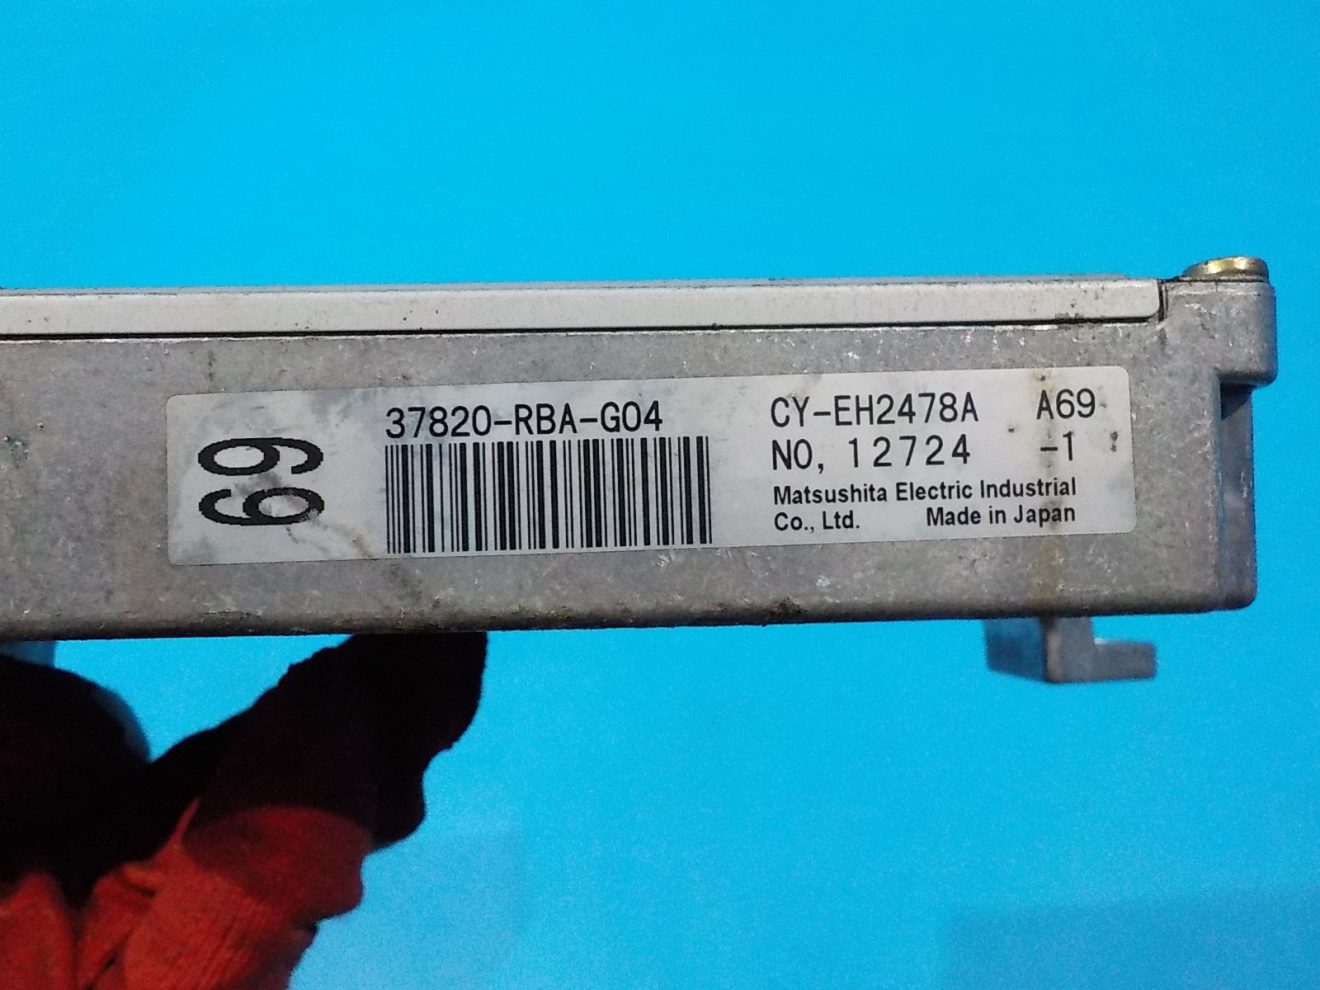 69
37820-RBA-G04
CY-EH2478A A69
NO, 12724 -1
Matsushita Electric Industrial
Co., Ltd. Made in Japan